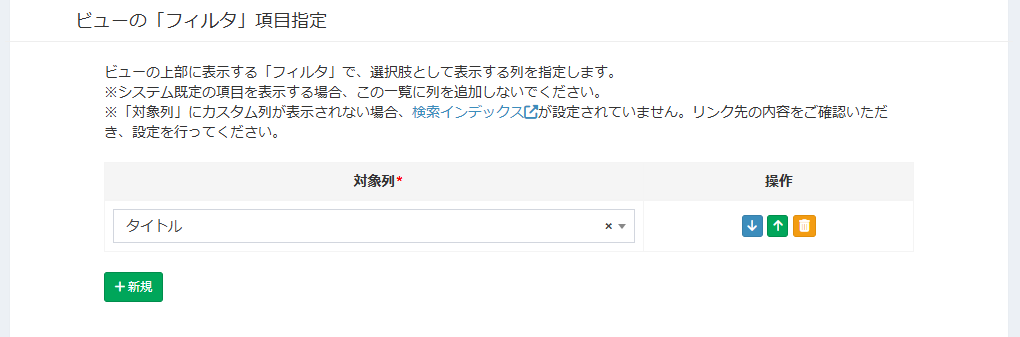 ビューの「フィルタ」項目指定
ビューの上部に表示する「フィルタ」で、選択肢として表示する列を指定します。
※システム既定の項目を表示する場合、この一覧に列を追加しないでください。
※「対象列」にカスタム列が表示されない場合、検索インデックスが設定されていません。リンク先の内容をご確認いただ
き、設定を行ってください。
対象列* 操作
タイトル × 
+新規